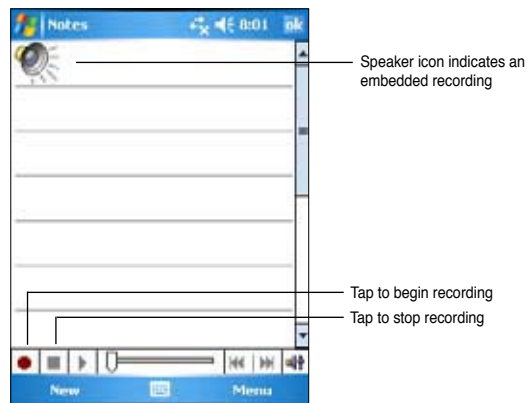 Notes 8:01 ok
Speaker icon indicates an
embedded recording
Tap to begin recording
Tap to stop recording
New Menu